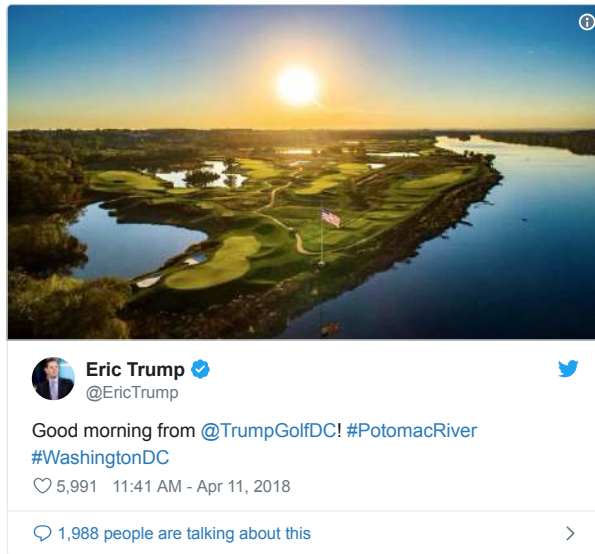 Eric Trump
@EricTrump
Good morning from @TrumpGolfDC! #PotomacRiver
#WashingtonDC
5,991 11:41 AM - Apr 11, 2018
1,988 people are talking about this